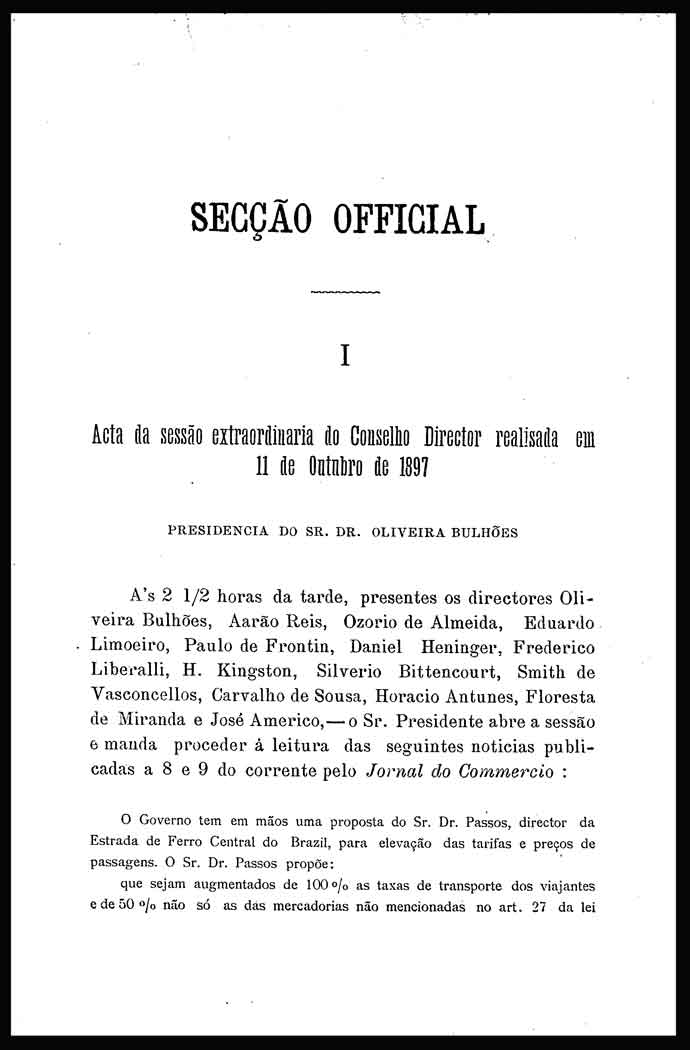 SECÇÃO OFFICIAL
I
Acta da sessão extraordinaria do Conselho Director realisada em
11 de Outubro de 1897
PRESIDENCIA DO SR. DR. OLIVEIRA BULHÕES
A's 2 1/2 horas da tarde, presentes os directores Oli-
veira Bulhões, Aarão Reis, Ozorio de Almeida, Eduardo
Limoeiro, Paulo de Frontin, Daniel Heninger, Frederico
Liberalli, H. Kingston, Silverio Bittencourt, Smith de
Vasconcellos, Carvalho de Sousa, Horacio Antunes, Floresta
de Miranda e José Americo,—o Sr. Presidente abre a sessão
e manda proceder á leitura das seguintes noticias publi-
cadas a 8 e 9 do corrente pelo Jornal do Commercio :
O Governo tem em mãos uma proposta do Sr. Dr. Passos, director da
Estrada de Ferro Central do Brazil, para elevação das tarifas e preços de
passagens. O Sr. Dr. Passos propõe:
que sejam augmentados de 100 % as taxas de transporte dos viajantes
e de 50 % não só as das mercadorias não mencionadas no art. 27 da lei